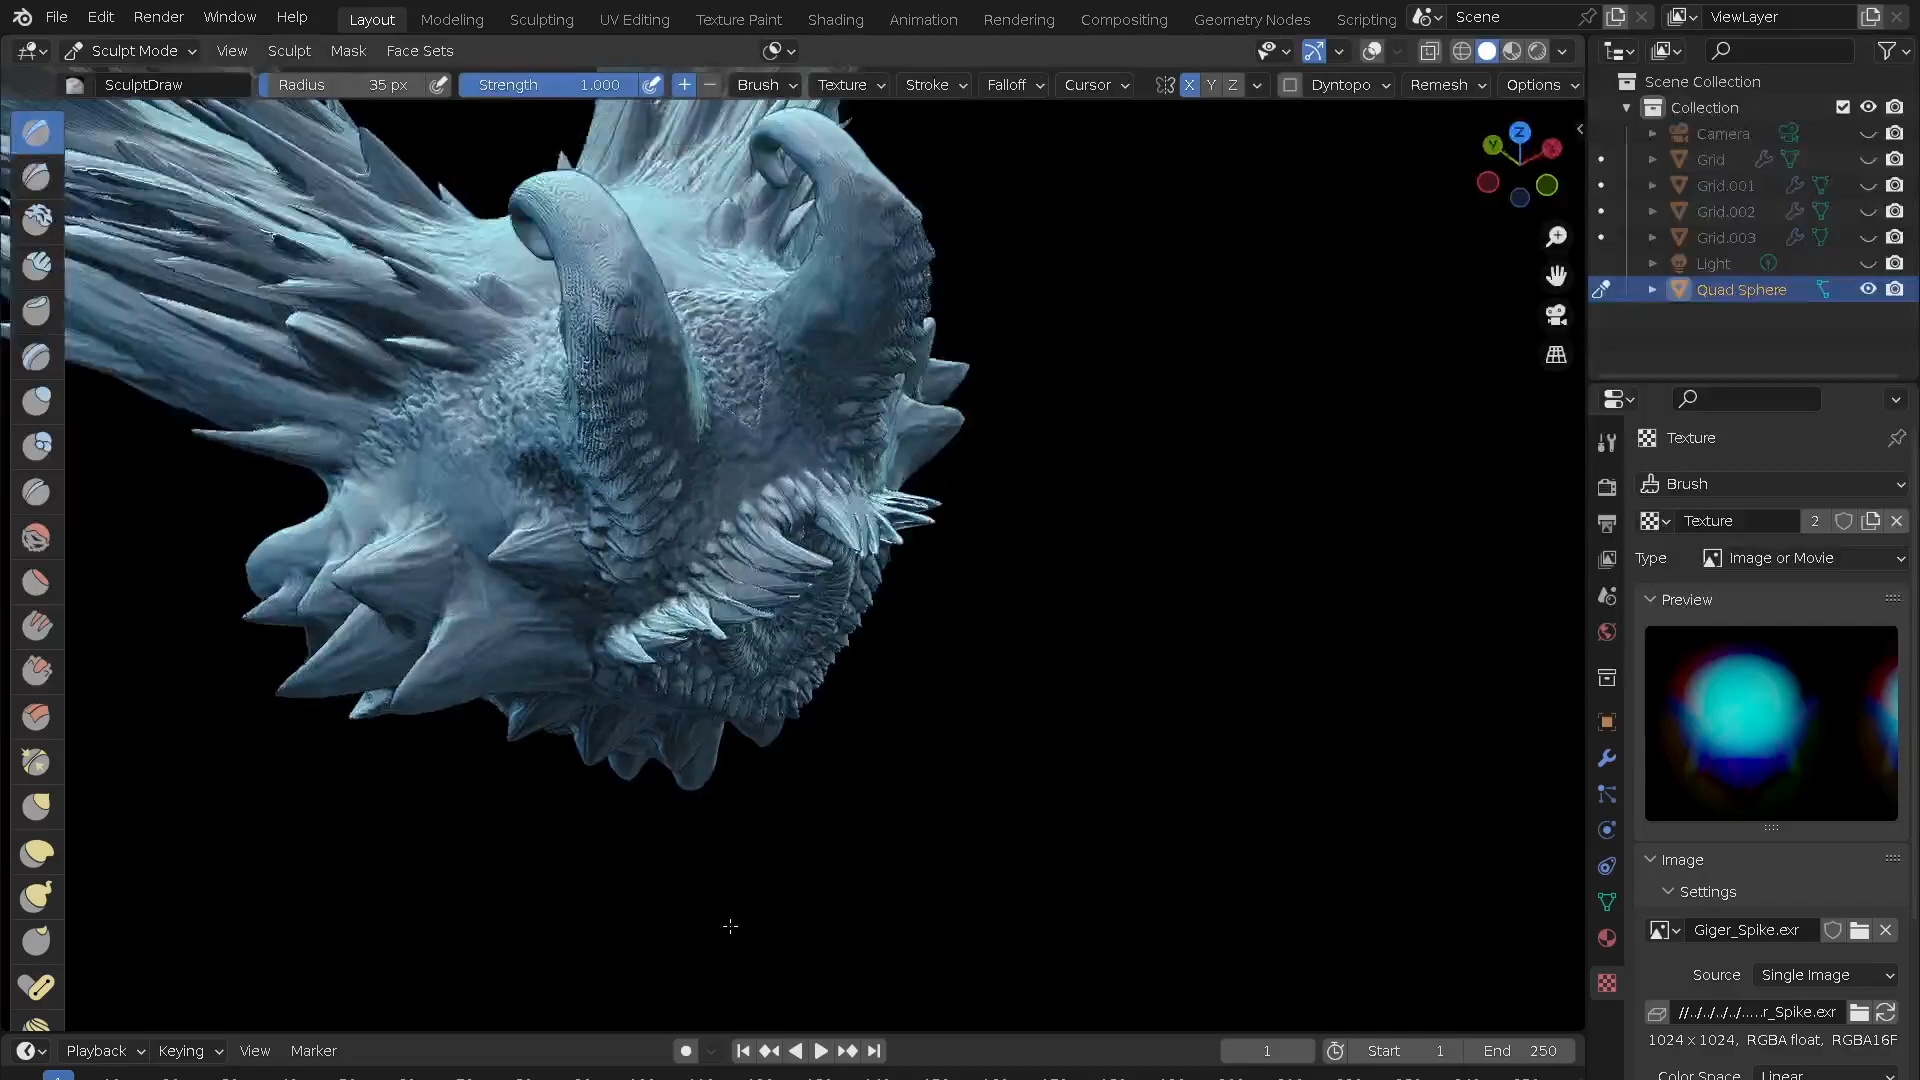 File Edit Render Window Help Layout Modeling Sculpting UV Editing Texture Paint Shading Animation Rendering Compositing Geometry Nodes Scripting Scene ViewLayer
Sculpt Mode View Sculpt Mask Face Sets
SculptDraw Radius 35 px Strength 1.000 Brush Texture Stroke Falloff Cursor X Y Z Dyntopo Remesh Options
Z
Y
Scene Collection
Collection
Camera
Grid
Grid.001
Grid.002
Grid.003
Light
Quad Sphere
Texture
Brush
Texture 2
Type Image or Movie
Preview
Image
Settings
Giger_Spike.exr
Source Single Image
//../../../../.....r_Spike.exr
1024 x 1024, RGBA float, RGBA16F
Color Space Linear
Playback Keying View Marker 1 Start 1 End 250
1